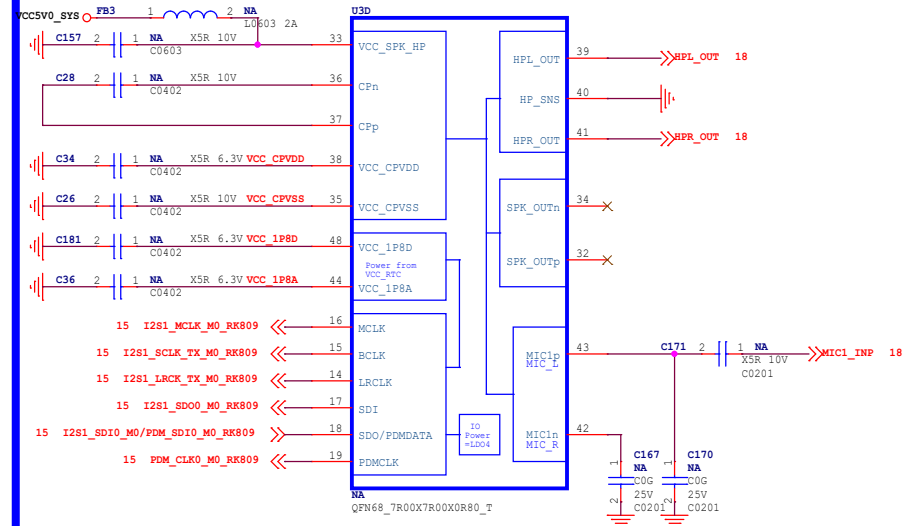 VCC5V0_SYS FB3 1 2 NA U3D
L0603 2A
C157 2 1 NA X5R 10V 33 VCC_SPK_HP
C0603
39 HPL_OUT HPL_OUT 18
C28 2 1 NA X5R 10V 36 CPn
C0402
40 HP_SNS
37 CPp
41 HPR_OUT HPR_OUT 18
C34 2 1 NA X5R 6.3V VCC_CPVDD 38 VCC_CPVDD
C0402
C26 2 1 NA X5R 10V VCC_CPVSS 35 VCC_CPVSS
C0402
34 SPK_OUTn
C181 2 1 NA X5R 6.3V VCC_1P8D 48 VCC_1P8D
C0402
Power from
VCC_RTC
32 SPK_OUTp
C36 2 1 NA X5R 6.3V VCC_1P8A 44 VCC_1P8A
C0402
15 I2S1_MCLK_M0_RK809 16 MCLK
15 I2S1_SCLK_TX_M0_RK809 15 BCLK
43 MIC1p
MIC_L
C171 2 1 NA MIC1_INP 18
X5R 10V
C0201
15 I2S1_LRCK_TX_M0_RK809 14 LRCLK
15 I2S1_SDO0_M0_RK809 17 SDI
15 I2S1_SDI0_M0/PDM_SDI0_M0_RK809 18 SDO/PDMDATA
IO
Power
=LDO4
42 MIC1n
MIC_R
15 PDM_CLK0_M0_RK809 19 PDMCLK
1 C167
NA
C0G
25V
2 C0201
1 C170
NA
C0G
25V
2 C0201
NA
QFN68_7R00X7R00X0R80_T